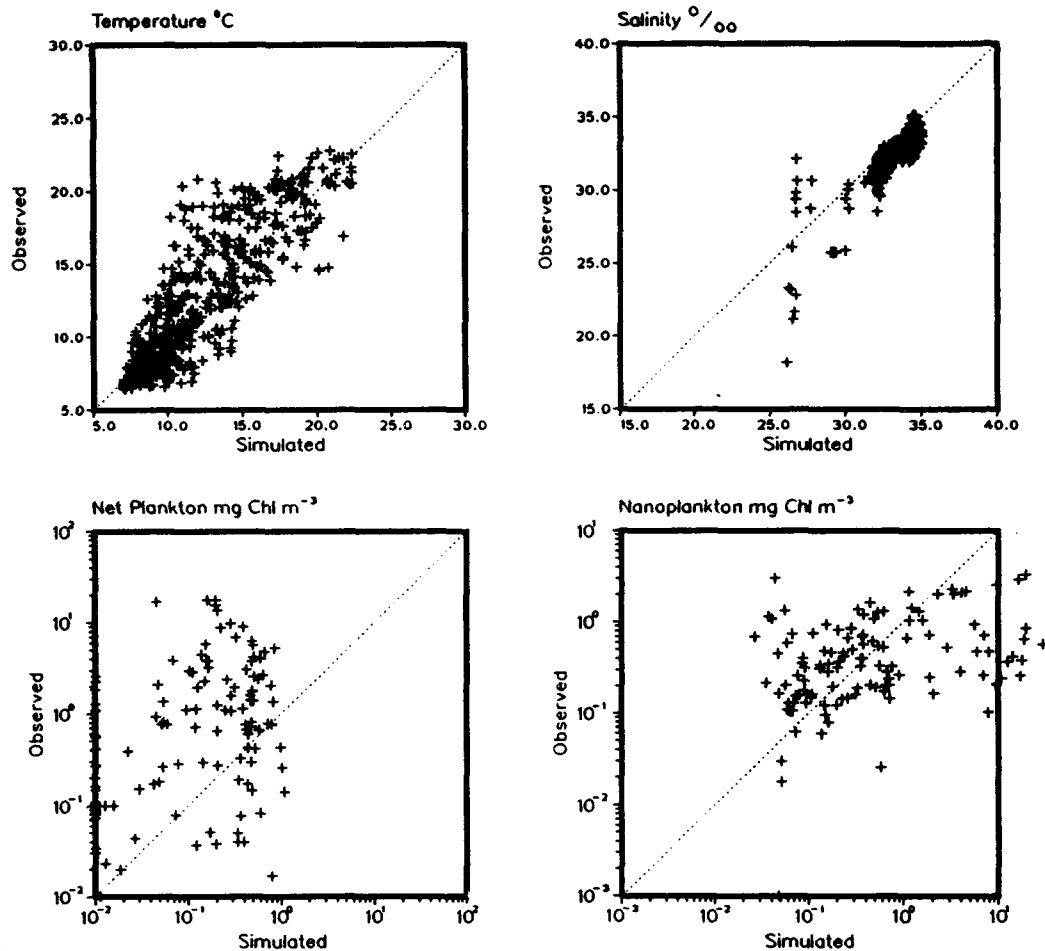 Temperature °C
30.0
25.0
20.0
15.0
10.0
5.0
Observed
5.0 10.0 15.0 20.0 25.0 30.0
Simulated
Salinity °/oo
40.0
35.0
30.0
25.0
20.0
15.0
Observed
15.0 20.0 25.0 31.0 35.0 40.0
Simulated
Net Plankton mg Chl m⁻³
10²
10¹
10⁰
10⁻¹
10⁻²
Observed
10⁻² 10⁻¹ 10⁰ 10¹ 10²
Simulated
Nanoplankton mg Chl m⁻³
10¹
10⁰
10⁻¹
10⁻²
10⁻³
Observed
10⁻³ 10⁻² 10⁻¹ 10⁰ 10¹
Simulated